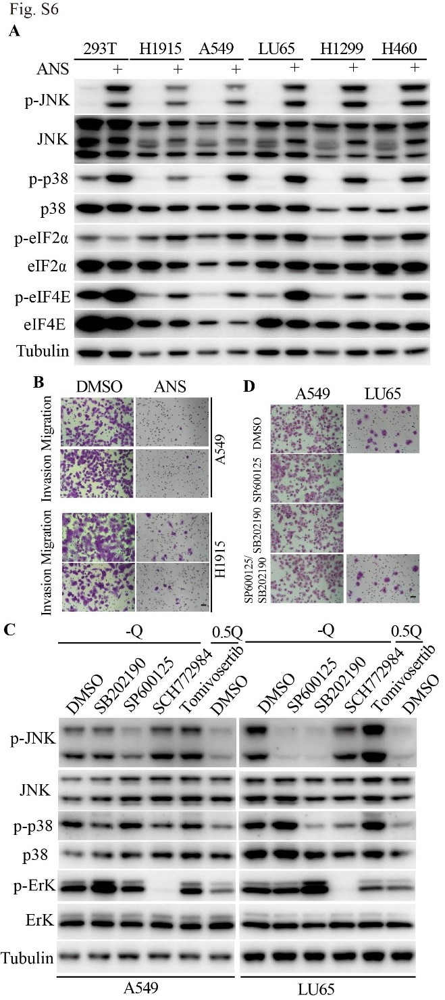 Fig. S6
A
293T H1915 A549 LU65 H1299 H460
ANS + + + + + +
p-JNK
JNK
p-p38
p38
p-eIF2α
eIF2α
p-eIF4E
eIF4E
Tubulin
B
DMSO ANS
Migration
Invasion
A549
Migration
Invasion
H1915
D
A549 LU65
DMSO
SP600125
SB202190
SP600125/
SB202190
C
-Q 0.5Q -Q 0.5Q
DMSO SB202190 SP600125 SCH772984 Tomivosertib DMSO DMSO SP600125 SB202190 SCH772984 Tomivosertib DMSO
p-JNK
JNK
p-p38
p38
p-ErK
ErK
Tubulin
A549 LU65